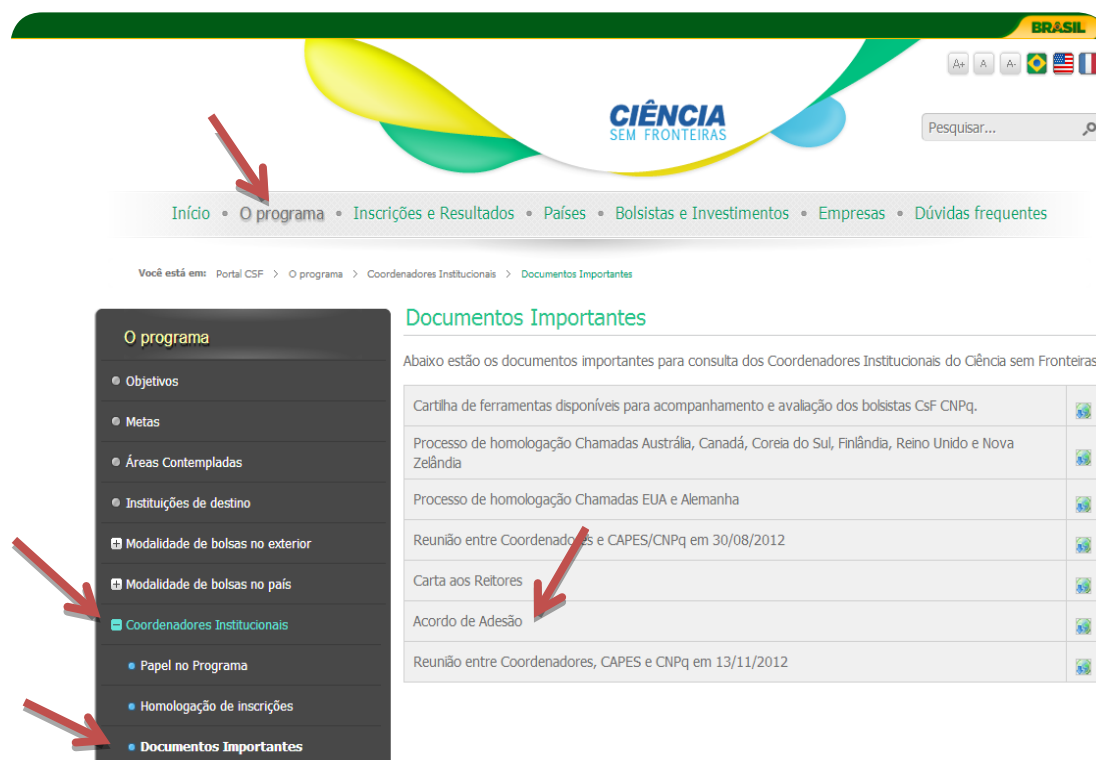 BRASIL
A+ A A-
CIÊNCIA
SEM FRONTEIRAS
Pesquisar...
Início • O programa • Inscrições e Resultados • Países • Bolsistas e Investimentos • Empresas • Dúvidas frequentes
Você está em: Portal CSF > O programa > Coordenadores Institucionais > Documentos Importantes
O programa
Objetivos
Metas
Áreas Contempladas
Instituições de destino
Modalidade de bolsas no exterior
Modalidade de bolsas no país
Coordenadores Institucionais
Papel no Programa
Homologação de inscrições
Documentos Importantes
Documentos Importantes
Abaixo estão os documentos importantes para consulta dos Coordenadores Institucionais do Ciência sem Fronteiras
Cartilha de ferramentas disponíveis para acompanhamento e avaliação dos bolsistas CsF CNPq.
Processo de homologação Chamadas Austrália, Canadá, Coreia do Sul, Finlândia, Reino Unido e Nova
Zelândia
Processo de homologação Chamadas EUA e Alemanha
Reunião entre Coordenadores e CAPES/CNPq em 30/08/2012
Carta aos Reitores
Acordo de Adesão
Reunião entre Coordenadores, CAPES e CNPq em 13/11/2012